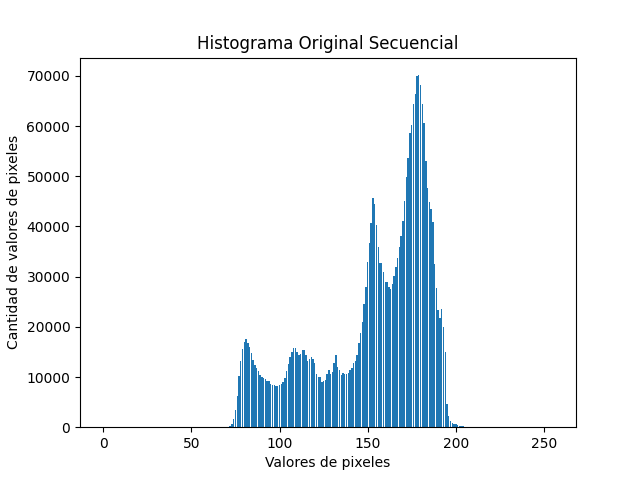 Histograma Original Secuencial
Cantidad de valores de pixeles
70000
60000
50000
40000
30000
20000
10000
0
0 50 100 150 200 250
Valores de pixeles